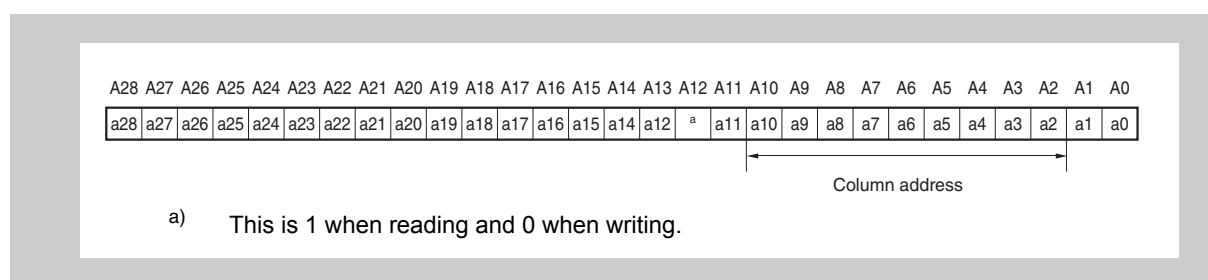 A28 A27 A26 A25 A24 A23 A22 A21 A20 A19 A18 A17 A16 A15 A14 A13 A12 A11 A10 A9 A8 A7 A6 A5 A4 A3 A2 A1 A0
a28 a27 a26 a25 a24 a23 a22 a21 a20 a19 a18 a17 a16 a15 a14 a12 a a11 a10 a9 a8 a7 a6 a5 a4 a3 a2 a1 a0
Column address
a) This is 1 when reading and 0 when writing.